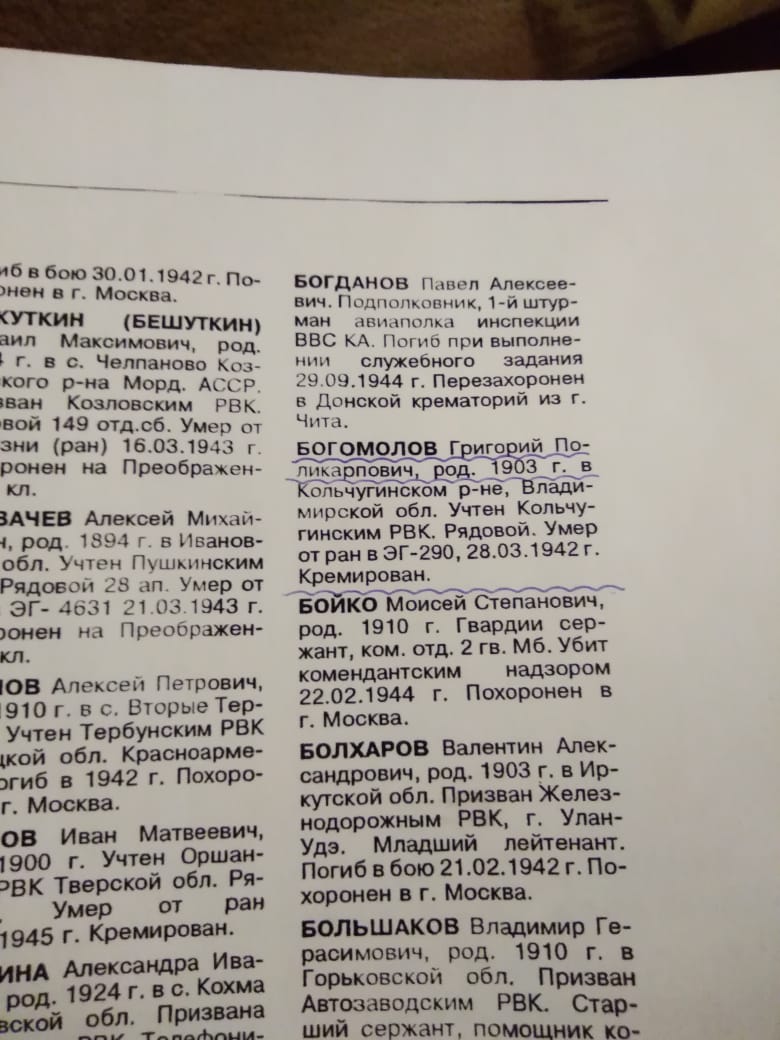 иб в бою 30.01.1942 г. По-
онен в г. Москва.
КУТКИН (БЕШУТКИН)
аил Максимович, род.
г. в с. Челпаново Коз-
ского р-на Морд. АССР.
зван Козловским РВК.
овой 149 отд.сб. Умер от
зни (ран) 16.03.1943 г.
оронен на Преображен-
кл.
ВАЧЕВ Алексей Михай-
н, род. 1894 г. в Иванов-
обл. Учтен Пушкинским
Рядовой 28 ап. Умер от
ЭГ- 4631 21.03.1943 г.
ронен на Преображен-
кл.
НОВ Алексей Петрович,
1910 г. в с. Вторые Тер-
Учтен Тербунским РВК
цкой обл. Красноарме-
огиб в 1942 г. Похоро-
г. Москва.
ОВ Иван Матвеевич,
1900 г. Учтен Оршан-
РВК Тверской обл. Ря-
Умер от ран
1945 г. Кремирован.
ИНА Александра Ива-
род. 1924 г. в с. Кохма
вской обл. Призвана
РВК. Телефони-
БОГДАНОВ Павел Алексее-
вич. Подполковник, 1-й штур-
ман авиаполка инспекции
ВВС КА. Погиб при выполне-
нии служебного задания
29.09.1944 г. Перезахоронен
в Донской крематорий из г.
Чита.
БОГОМОЛОВ Григорий По-
ликарпович, род. 1903 г. в
Кольчугинском р-не, Влади-
мирской обл. Учтен Кольчу-
гинским РВК. Рядовой. Умер
от ран в ЭГ-290, 28.03.1942 г.
Кремирован.
БОЙКО Моисей Степанович,
род. 1910 г. Гвардии сер-
жант, ком. отд. 2 гв. Мб. Убит
комендантским надзором
22.02.1944 г. Похоронен в
г. Москва.
БОЛХАРОВ Валентин Алек-
сандрович, род. 1903 г. в Ир-
кутской обл. Призван Желез-
нодорожным РВК, г. Улан-
Удэ. Младший лейтенант.
Погиб в бою 21.02.1942 г. По-
хоронен в г. Москва.
БОЛЬШАКОВ Владимир Ге-
расимович, род. 1910 г. в
Горьковской обл. Призван
Автозаводским РВК. Стар-
ший сержант, помощник ко-